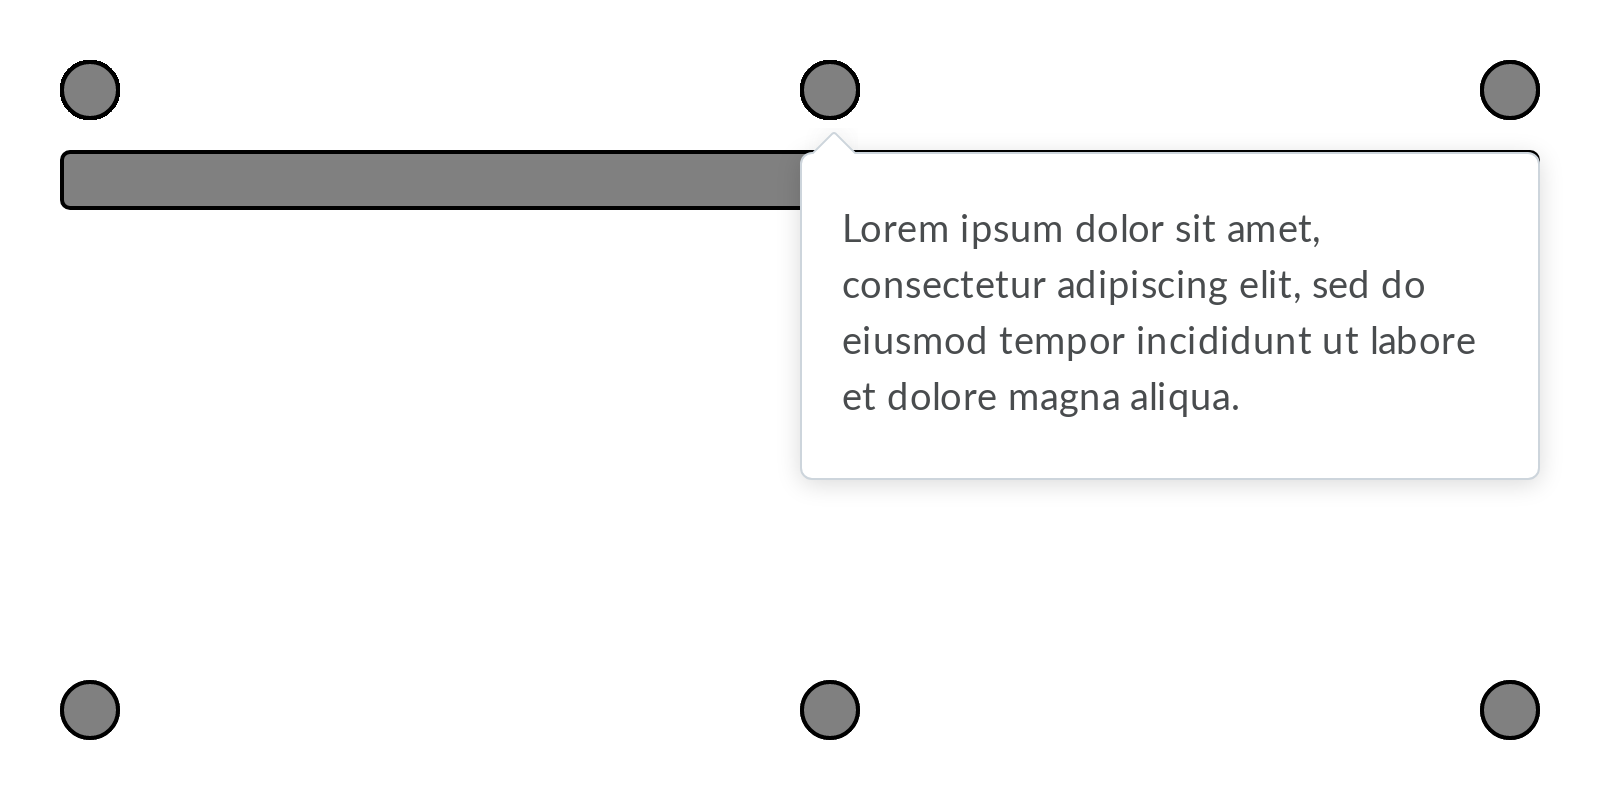 Lorem ipsum dolor sit amet,
consectetur adipiscing elit, sed do
eiusmod tempor incididunt ut labore
et dolore magna aliqua.